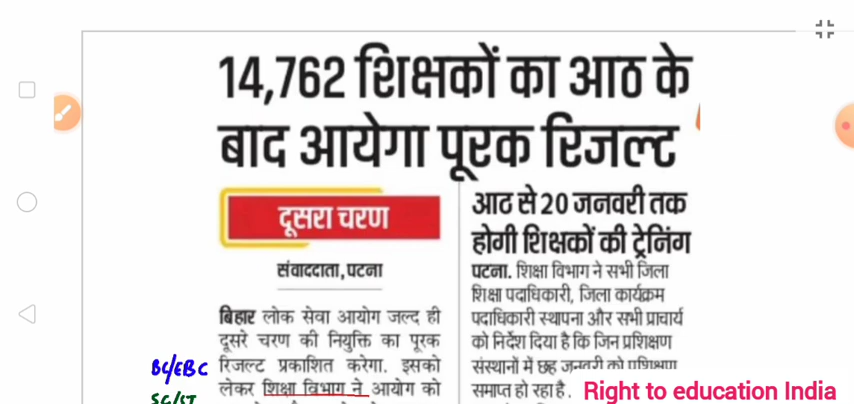 14,762 शिक्षकों का आठ के
बाद आयेगा पूरक रिजल्ट
दूसरा चरण
संवाददाता, पटना
बिहार लोक सेवा आयोग जल्द ही
दूसरे चरण की नियुक्ति का पूरक
रिजल्ट प्रकाशित करेगा. इसको
लेकर शिक्षा विभाग ने आयोग को
BC/EBC
SC/ST
आठ से 20 जनवरी तक
होगी शिक्षकों की ट्रेनिंग
पटना. शिक्षा विभाग ने सभी जिला
शिक्षा पदाधिकारी, जिला कार्यक्रम
पदाधिकारी स्थापना और सभी प्राचार्य
को निर्देश दिया है कि जिन प्रशिक्षण
संस्थानों में छह जनवरी को प्रशिक्षण
समाप्त हो रहा है.
Right to education India